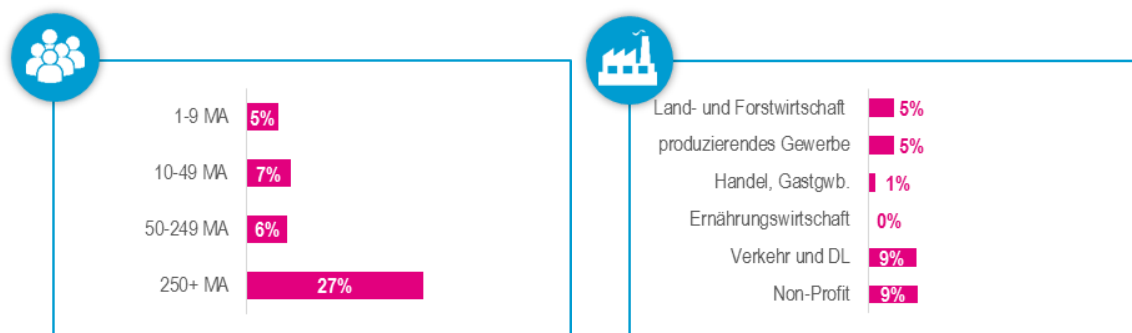 1-9 MA 5%
10-49 MA 7%
50-249 MA 6%
250+ MA 27%
Land- und Forstwirtschaft 5%
produzierendes Gewerbe 5%
Handel, Gastgwb. 1%
Ernährungswirtschaft 0%
Verkehr und DL 9%
Non-Profit 9%